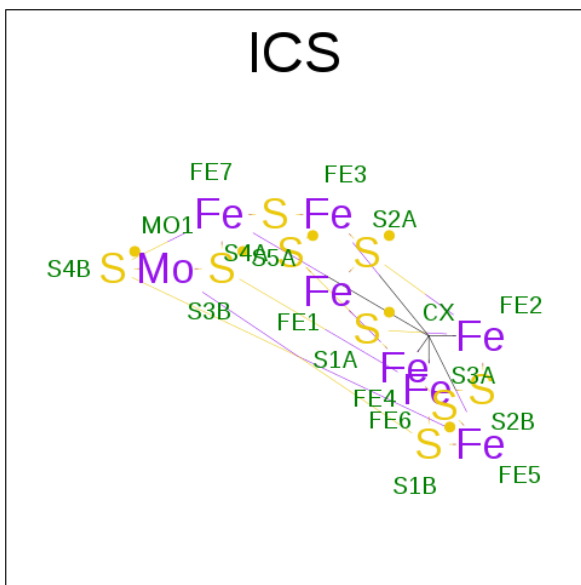 ICS
FE7
FE3
Fe
S
Fe
S2A
MO1
S4A
S5A
S
S
S4B
S
Mo
S
S3B
Fe
FE1
CX
FE2
S
Fe
S1A
Fe
S3A
FE4
Fe
S
S
FE6
S2B
S
Fe
S1B
FE5